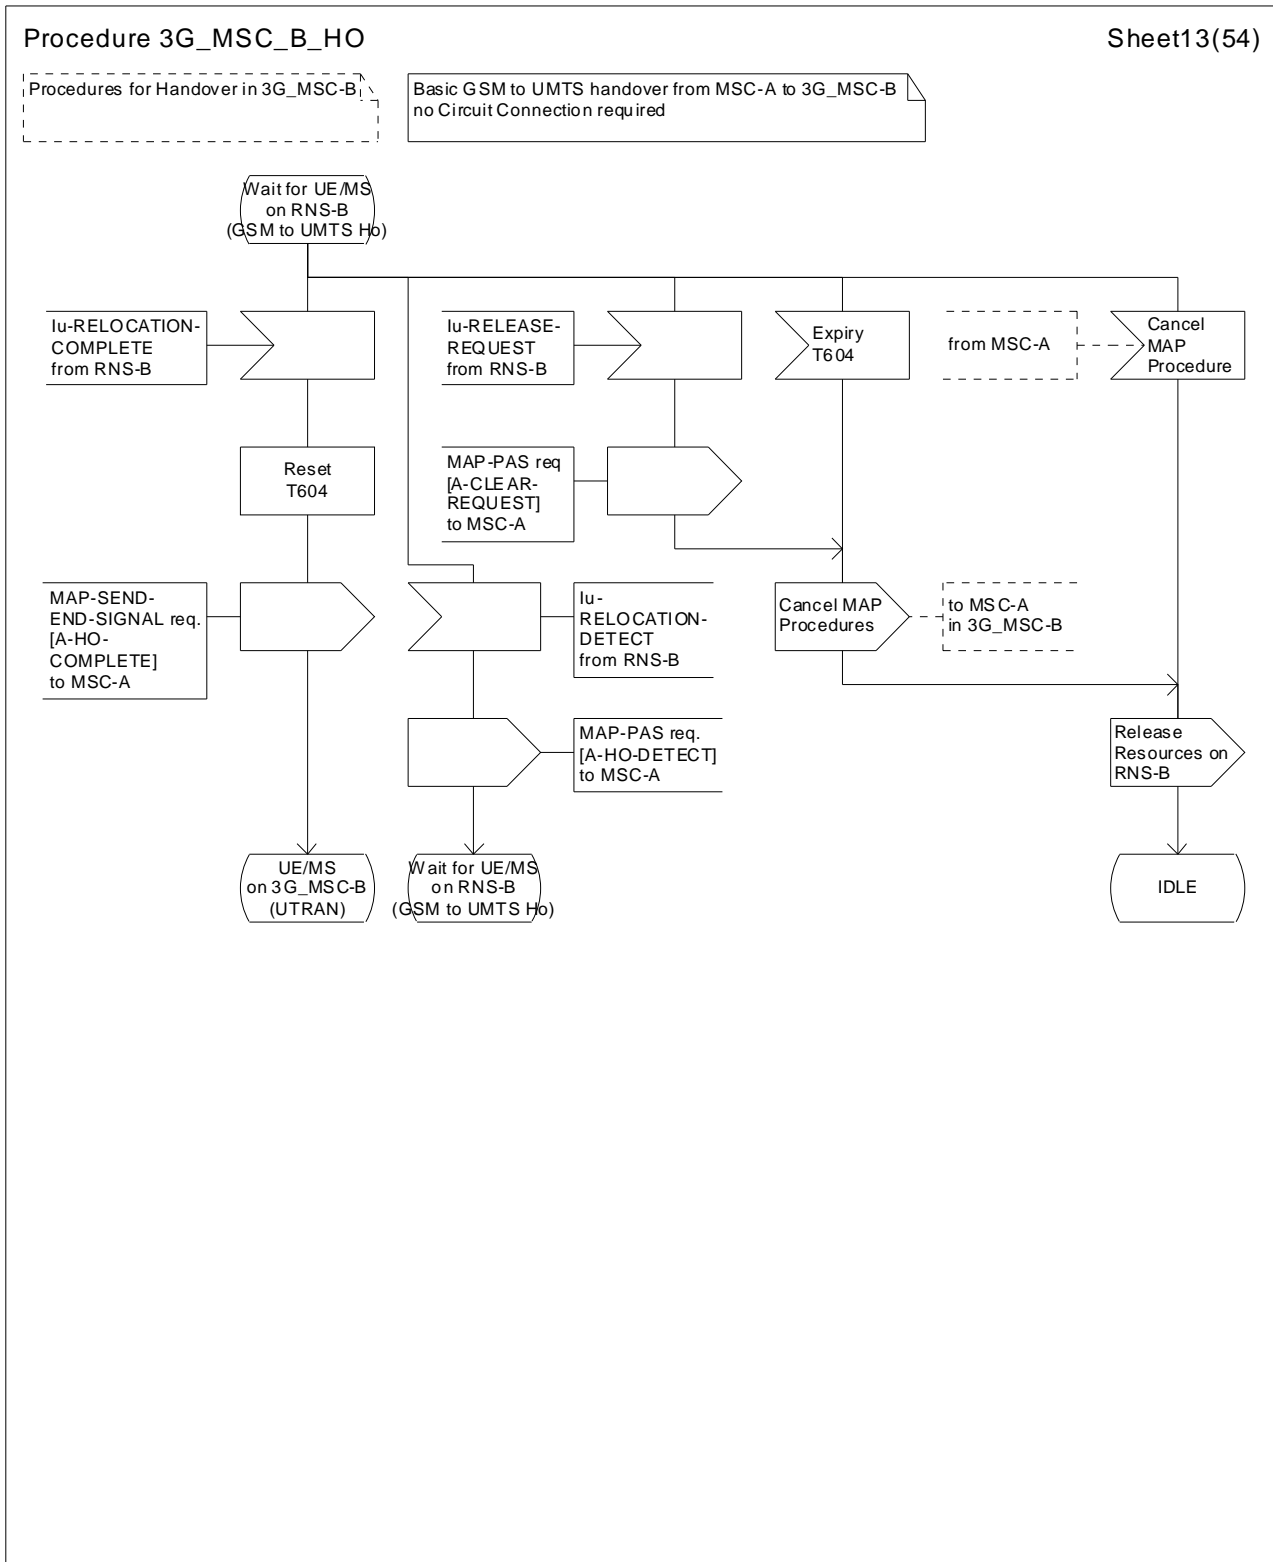 Procedure 3G_MSC_B_HO
Sheet13(54)
Procedures for Handover in 3G_MSC-B
Basic GSM to UMTS handover from MSC-A to 3G_MSC-B
no Circuit Connection required
Wait for UE/MS
on RNS-B
(GSM to UMTS Ho)
Iu-RELOCATION-
COMPLETE
from RNS-B
Iu-RELEASE-
REQUEST
from RNS-B
Expiry
T604
from MSC-A
Cancel
MAP
Procedure
Reset
T604
MAP-PAS req
[A-CLEAR-
REQUEST]
to MSC-A
MAP-SEND-
END-SIGNAL req.
[A-HO-
COMPLETE]
to MSC-A
Iu-
RELOCATION-
DETECT
from RNS-B
Cancel MAP
Procedures
to MSC-A
in 3G_MSC-B
MAP-PAS req.
[A-HO-DETECT]
to MSC-A
Release
Resources on
RNS-B
UE/MS
on 3G_MSC-B
(UTRAN)
Wait for UE/MS
on RNS-B
(GSM to UMTS Ho)
IDLE